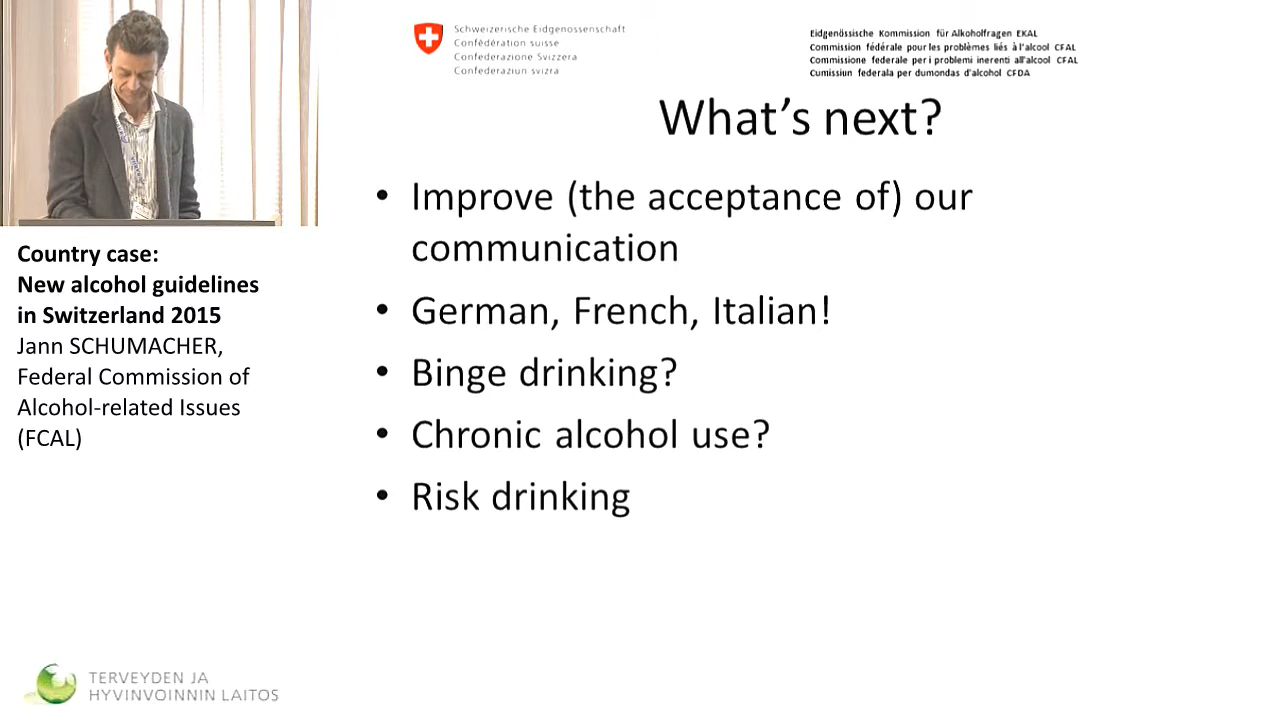 Schweizerische Eidgenossenschaft
Confédération suisse
Confederazione Svizzera
Confederaziun svizra
Eidgenössische Kommission für Alkoholfragen EKAL
Commission fédérale pour les problèmes liés à l'alcool CFAL
Commissione federale per i problemi inerenti all'alcool CFAL
Cumissiun federala per dumondas d'alcohol CFDA
What's next?
• Improve (the acceptance of) our
communication
• German, French, Italian!
• Binge drinking?
• Chronic alcohol use?
• Risk drinking
Country case:
New alcohol guidelines
in Switzerland 2015
Jann SCHUMACHER,
Federal Commission of
Alcohol-related Issues
(FCAL)
TERVEYDEN JA
HYVINVOINNIN LAITOS